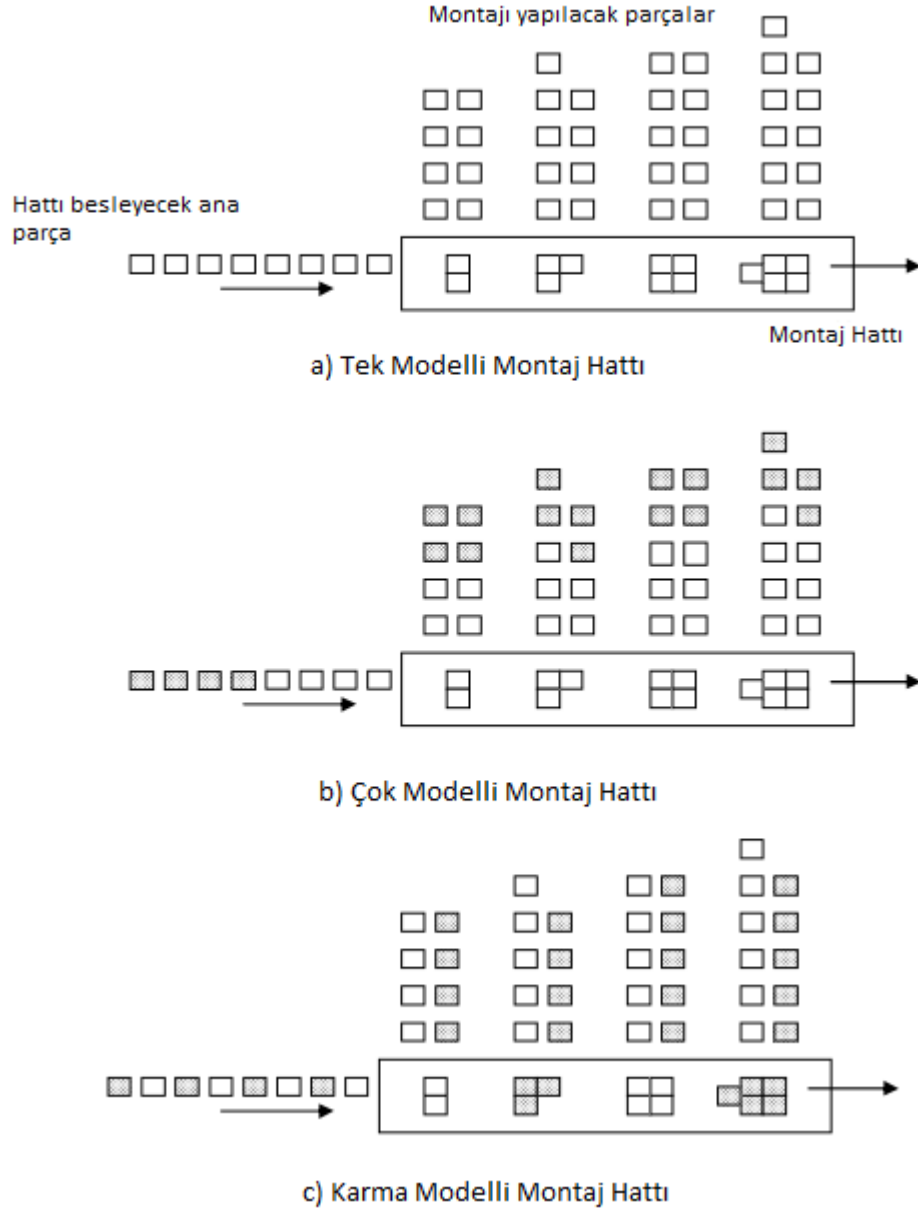 Montajı yapılacak parçalar
Hattı besleyecek ana
parça
Montaj Hattı
a) Tek Modelli Montaj Hattı
b) Çok Modelli Montaj Hattı
c) Karma Modelli Montaj Hattı